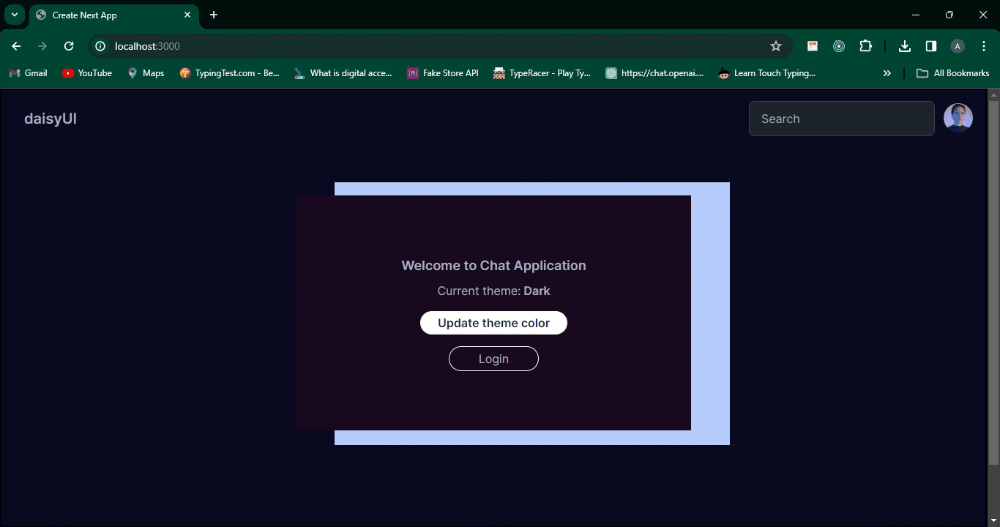 Create Next App
localhost:3000
Gmail
YouTube
Maps
TypingTest.com - Be...
What is digital acce...
Fake Store API
TypeRacer - Play Ty...
https://chat.openai....
Learn Touch Typing...
All Bookmarks
A
daisyUI
Search
Welcome to Chat Application
Current theme: Dark
Update theme color
Login